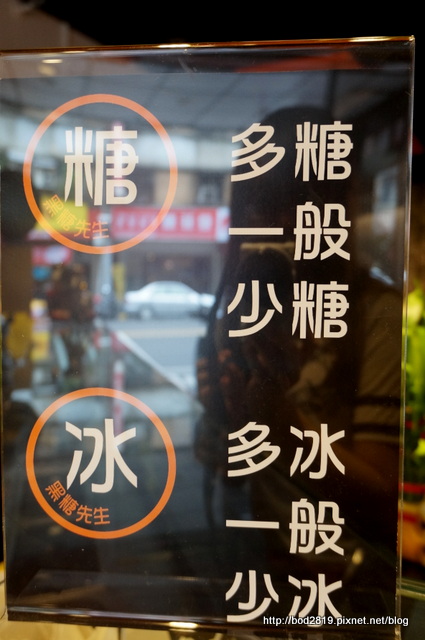 糖
黑糖先生
多糖
一般
少糖
冰
黑糖先生
多冰
一般
少冰
http://bod2819.pixnet.net/blog